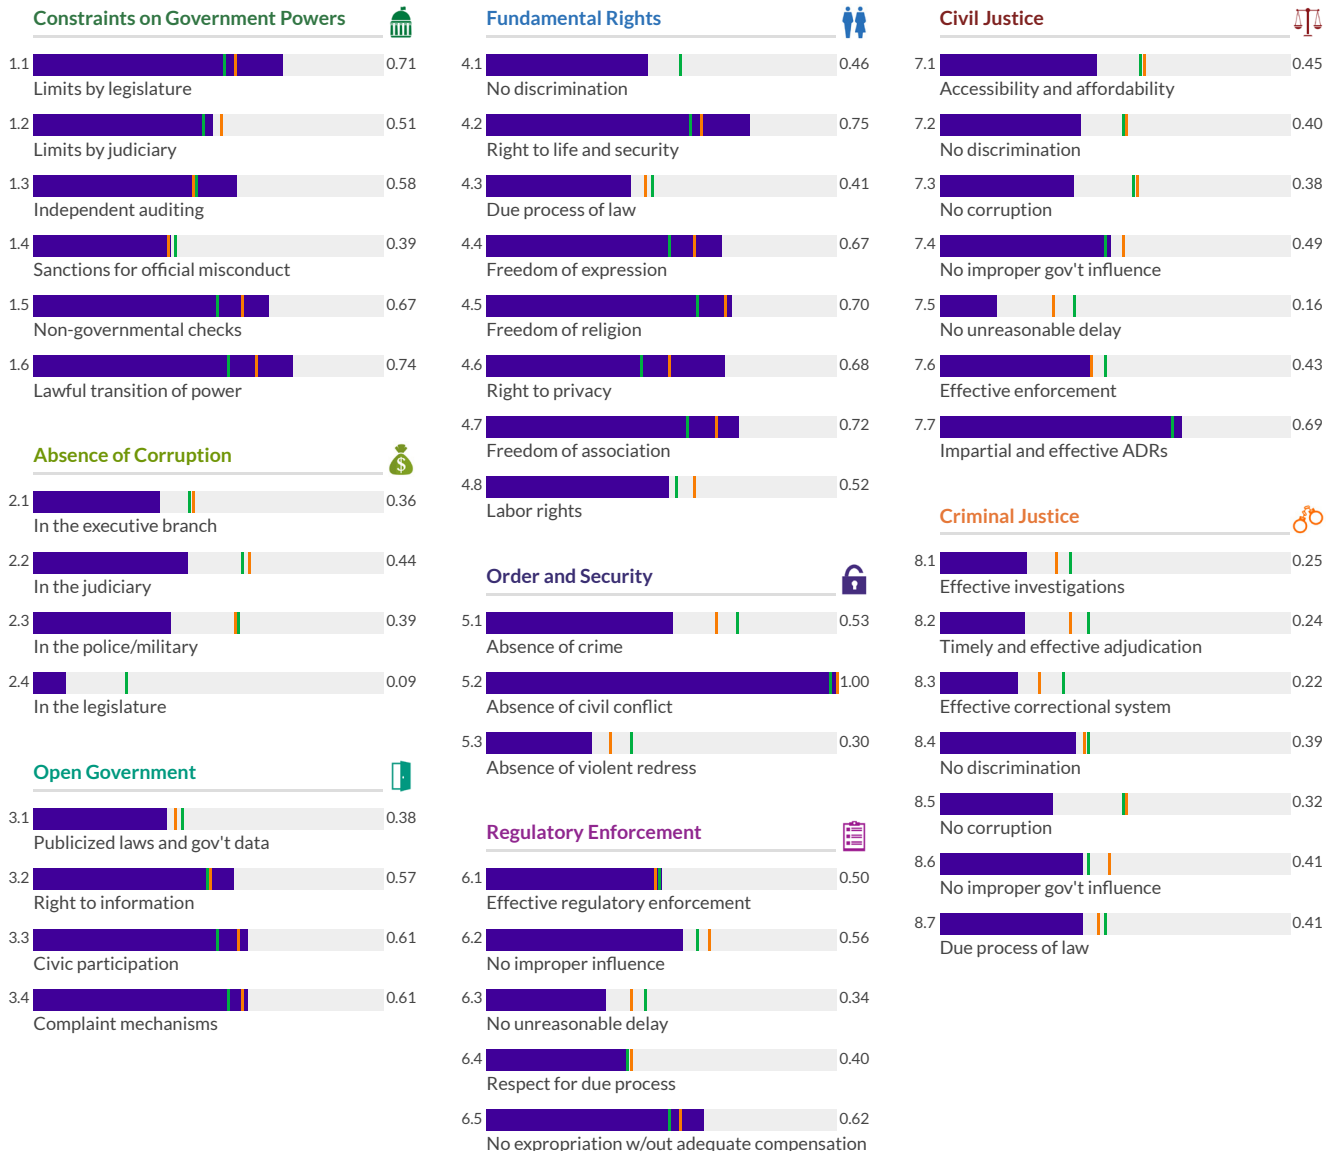 Constraints on Government Powers
1.1 0.71
Limits by legislature
1.2 0.51
Limits by judiciary
1.3 0.58
Independent auditing
1.4 0.39
Sanctions for official misconduct
1.5 0.67
Non-governmental checks
1.6 0.74
Lawful transition of power
Absence of Corruption
$
2.1 0.36
In the executive branch
2.2 0.44
In the judiciary
2.3 0.39
In the police/military
2.4 0.09
In the legislature
Open Government
3.1 0.38
Publicized laws and gov't data
3.2 0.57
Right to information
3.3 0.61
Civic participation
3.4 0.61
Complaint mechanisms
Fundamental Rights
4.1 0.46
No discrimination
4.2 0.75
Right to life and security
4.3 0.41
Due process of law
4.4 0.67
Freedom of expression
4.5 0.70
Freedom of religion
4.6 0.68
Right to privacy
4.7 0.72
Freedom of association
4.8 0.52
Labor rights
Order and Security
5.1 0.53
Absence of crime
5.2 1.00
Absence of civil conflict
5.3 0.30
Absence of violent redress
Regulatory Enforcement
6.1 0.50
Effective regulatory enforcement
6.2 0.56
No improper influence
6.3 0.34
No unreasonable delay
6.4 0.40
Respect for due process
6.5 0.62
No expropriation w/out adequate compensation
Civil Justice
7.1 0.45
Accessibility and affordability
7.2 0.40
No discrimination
7.3 0.38
No corruption
7.4 0.49
No improper gov't influence
7.5 0.16
No unreasonable delay
7.6 0.43
Effective enforcement
7.7 0.69
Impartial and effective ADRs
Criminal Justice
8.1 0.25
Effective investigations
8.2 0.24
Timely and effective adjudication
8.3 0.22
Effective correctional system
8.4 0.39
No discrimination
8.5 0.32
No corruption
8.6 0.41
No improper gov't influence
8.7 0.41
Due process of law